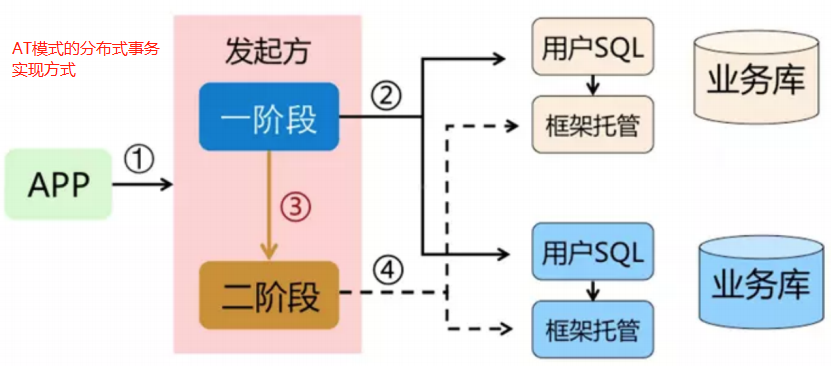 AT模式的分布式事务
实现方式
发起方
一阶段
二阶段
APP
①
②
③
④
用户SQL
框架托管
业务库
用户SQL
框架托管
业务库